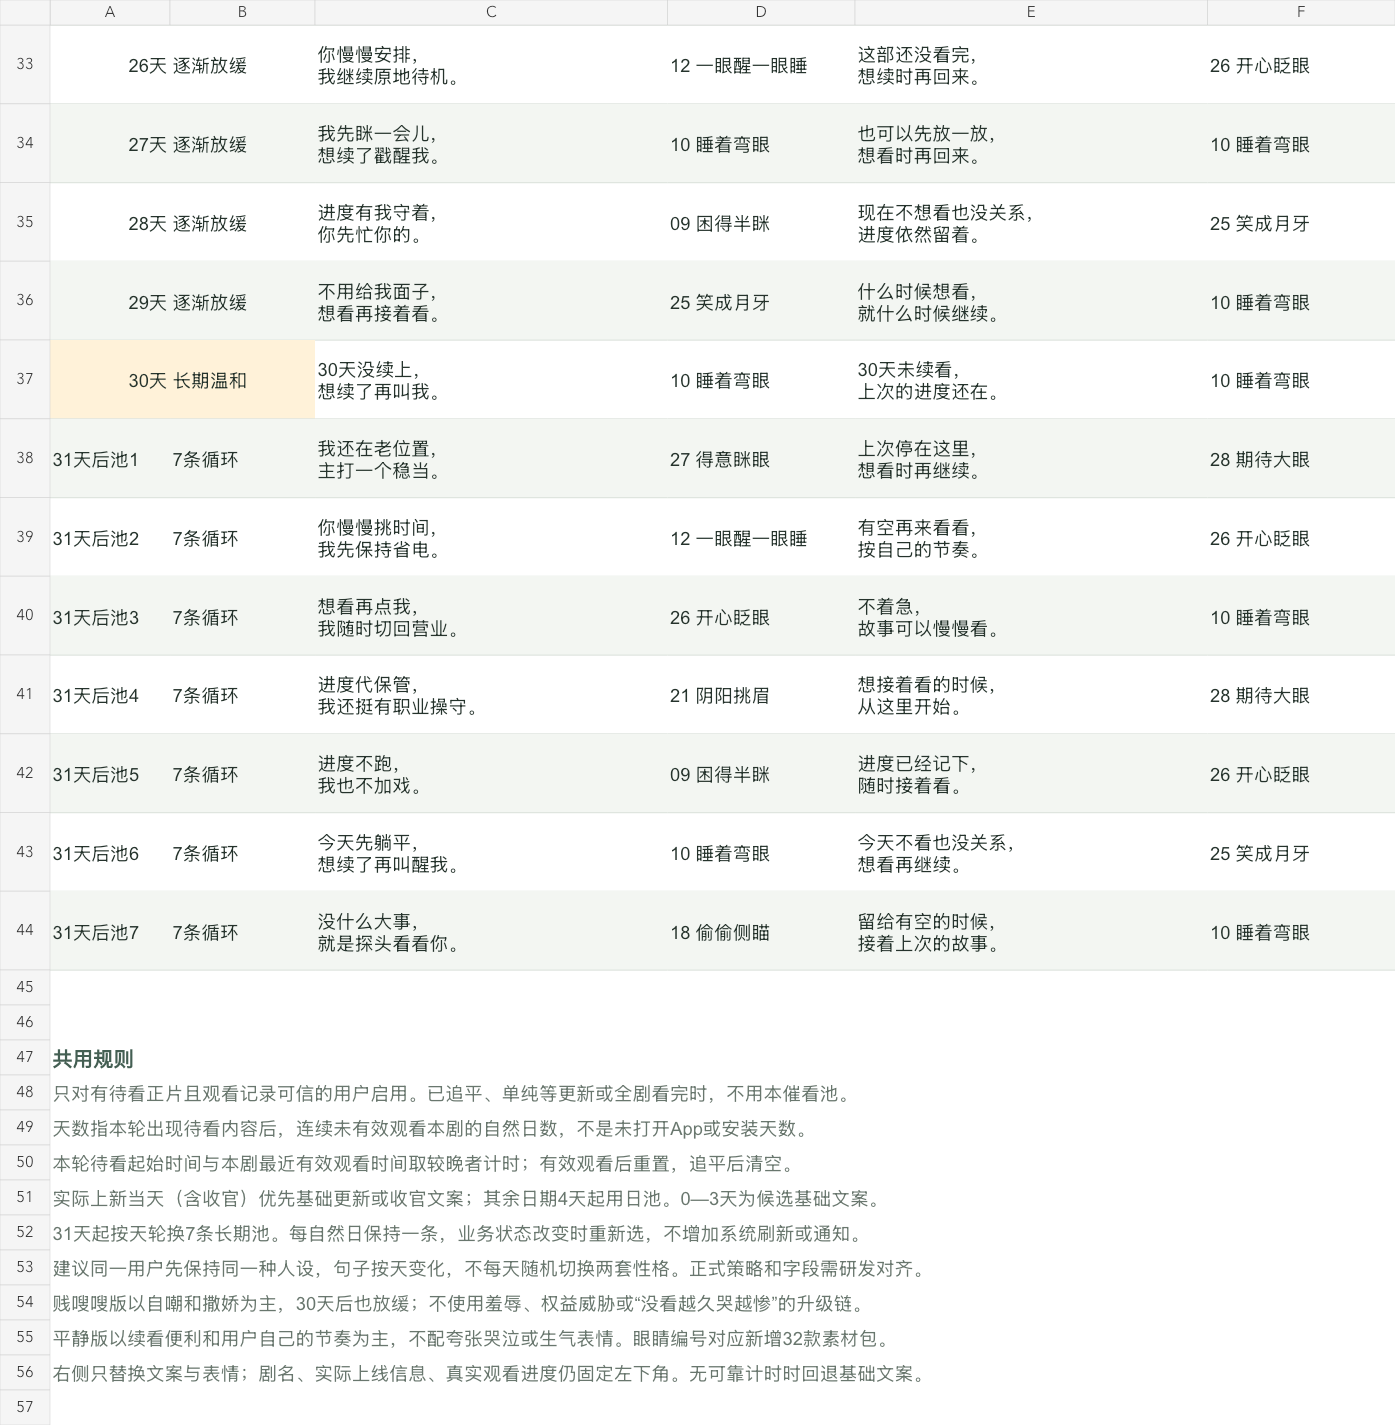 A B C D E F
33 26天 逐渐放缓 你慢慢安排， 12 一眼醒一眼睡 这部还没看完， 26 开心眨眼
我继续原地待机。 想续时再回来。
34 27天 逐渐放缓 我先眯一会儿， 10 睡着弯眼 也可以先放一放， 10 睡着弯眼
想续了戳醒我。 想看时再回来。
35 28天 逐渐放缓 进度有我守着， 09 困得半眯 现在不想看也没关系， 25 笑成月牙
你先忙你的。 进度依然留着。
36 29天 逐渐放缓 不用给我面子， 25 笑成月牙 什么时候想看， 10 睡着弯眼
想看再接着看。 就什么时候继续。
37 30天 长期温和 30天没续上， 10 睡着弯眼 30天未续看， 10 睡着弯眼
想续了再叫我。 上次的进度还在。
38 31天后池1 7条循环 我还在老位置， 27 得意眯眼 上次停在这里， 28 期待大眼
主打一个稳当。 想看时再继续。
39 31天后池2 7条循环 你慢慢挑时间， 12 一眼醒一眼睡 有空再来看看， 26 开心眨眼
我先保持省电。 按自己的节奏。
40 31天后池3 7条循环 想看再点我， 26 开心眨眼 不着急， 10 睡着弯眼
我随时切回营业。 故事可以慢慢看。
41 31天后池4 7条循环 进度代保管， 21 阴阳挑眉 想接着看的时候， 28 期待大眼
我还挺有职业操守。 从这里开始。
42 31天后池5 7条循环 进度不跑， 09 困得半眯 进度已经记下， 26 开心眨眼
我也不加戏。 随时接着看。
43 31天后池6 7条循环 今天先躺平， 10 睡着弯眼 今天不看也没关系， 25 笑成月牙
想续了再叫醒我。 想看再继续。
44 31天后池7 7条循环 没什么大事， 18 偷偷侧瞄 留给有空的时候， 10 睡着弯眼
就是探头看看你。 接着上次的故事。
45
46
47 共用规则
48 只对有待看正片且观看记录可信的用户启用。已追平、单纯等更新或全剧看完时，不用本催看池。
49 天数指本轮出现待看内容后，连续未有效观看本剧的自然日数，不是未打开App或安装天数。
50 本轮待看起始时间与本剧最近有效观看时间取较晚者计时；有效观看后重置，追平后清空。
51 实际上新当天（含收官）优先基础更新或收官文案；其余日期4天起用日池。0—3天为候选基础文案。
52 31天起按天轮换7条长期池。每自然日保持一条，业务状态改变时重新选，不增加系统刷新或通知。
53 建议同一用户先保持同一种人设，句子按天变化，不每天随机切换两套性格。正式策略和字段需研发对齐。
54 贱嗖嗖版以自嘲和撒娇为主，30天后也放缓；不使用羞辱、权益威胁或“没看越久哭越惨”的升级链。
55 平静版以续看便利和用户自己的节奏为主，不配夸张哭泣或生气表情。眼睛编号对应新增32款素材包。
56 右侧只替换文案与表情；剧名、实际上线信息、真实观看进度仍固定左下角。无可靠计时时回退基础文案。
57